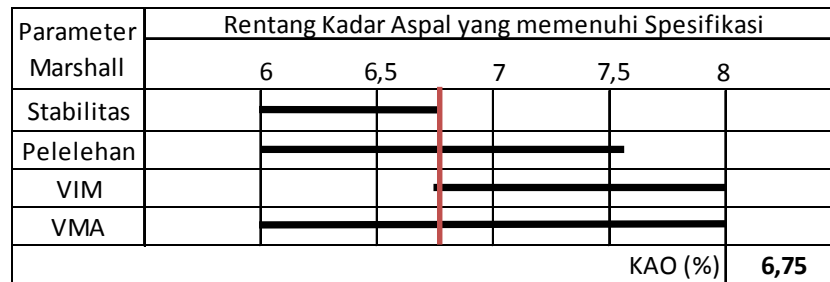 Parameter Marshall
Rentang Kadar Aspal yang memenuhi Spesifikasi
6 6,5 7 7,5 8
Stabilitas
Pelelehan
VIM
VMA
KAO (%) 6,75